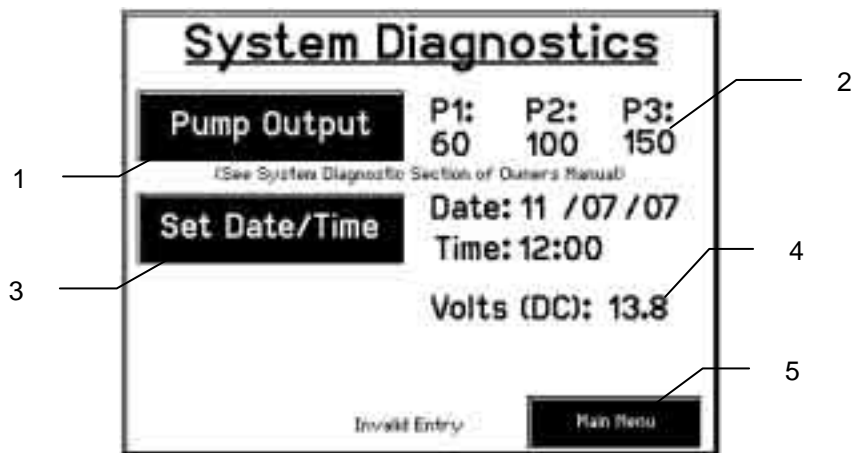 System Diagnostics
Pump Output
P1: P2: P3:
60 100 150
(See System Diagnostic Section of Owners Manual)
Set Date/Time
Date: 11 /07 /07
Time: 12:00
Volts (DC): 13.8
Invalid Entry
Main Menu
1
2
3
4
5